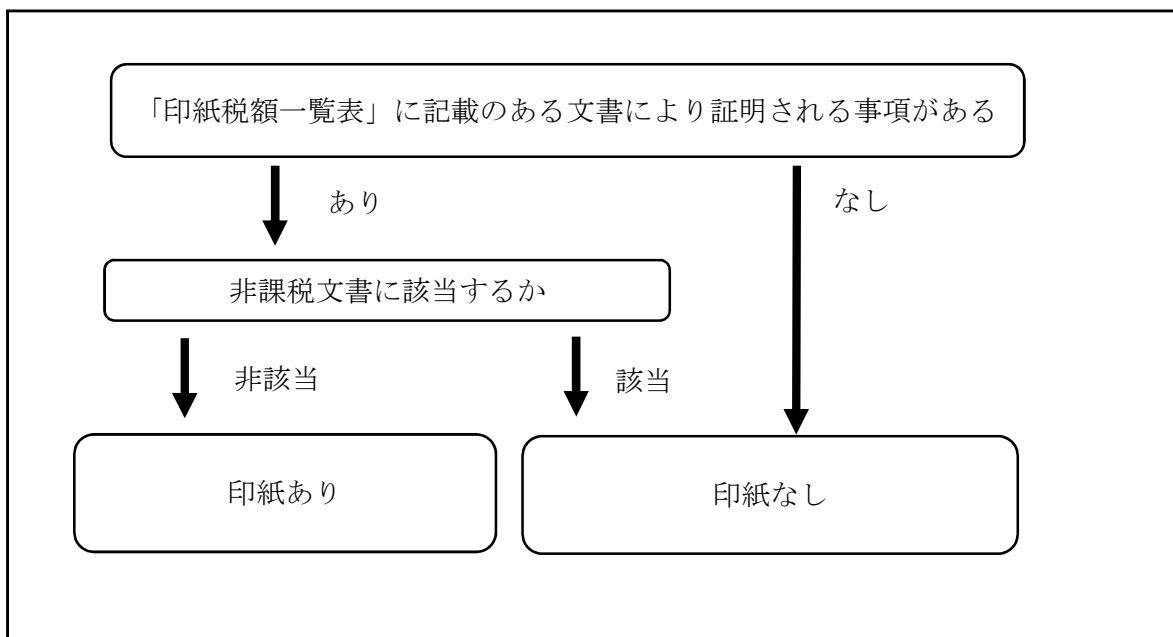 「印紙税額一覧表」に記載のある文書により証明される事項がある
あり
なし
非課税文書に該当するか
非該当
該当
印紙あり
印紙なし